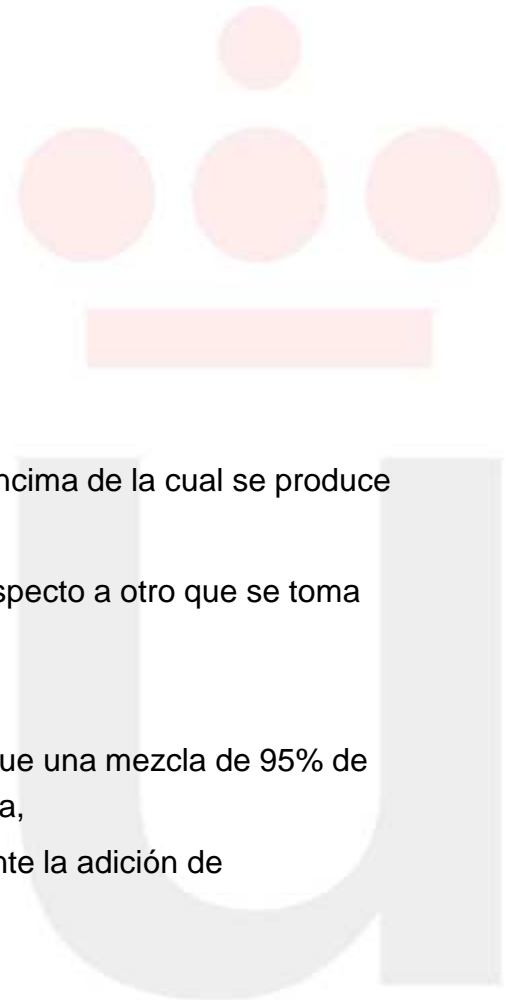 ncima de la cual se produce
specto a otro que se toma
ue una mezcla de 95% de
a,
nte la adición de